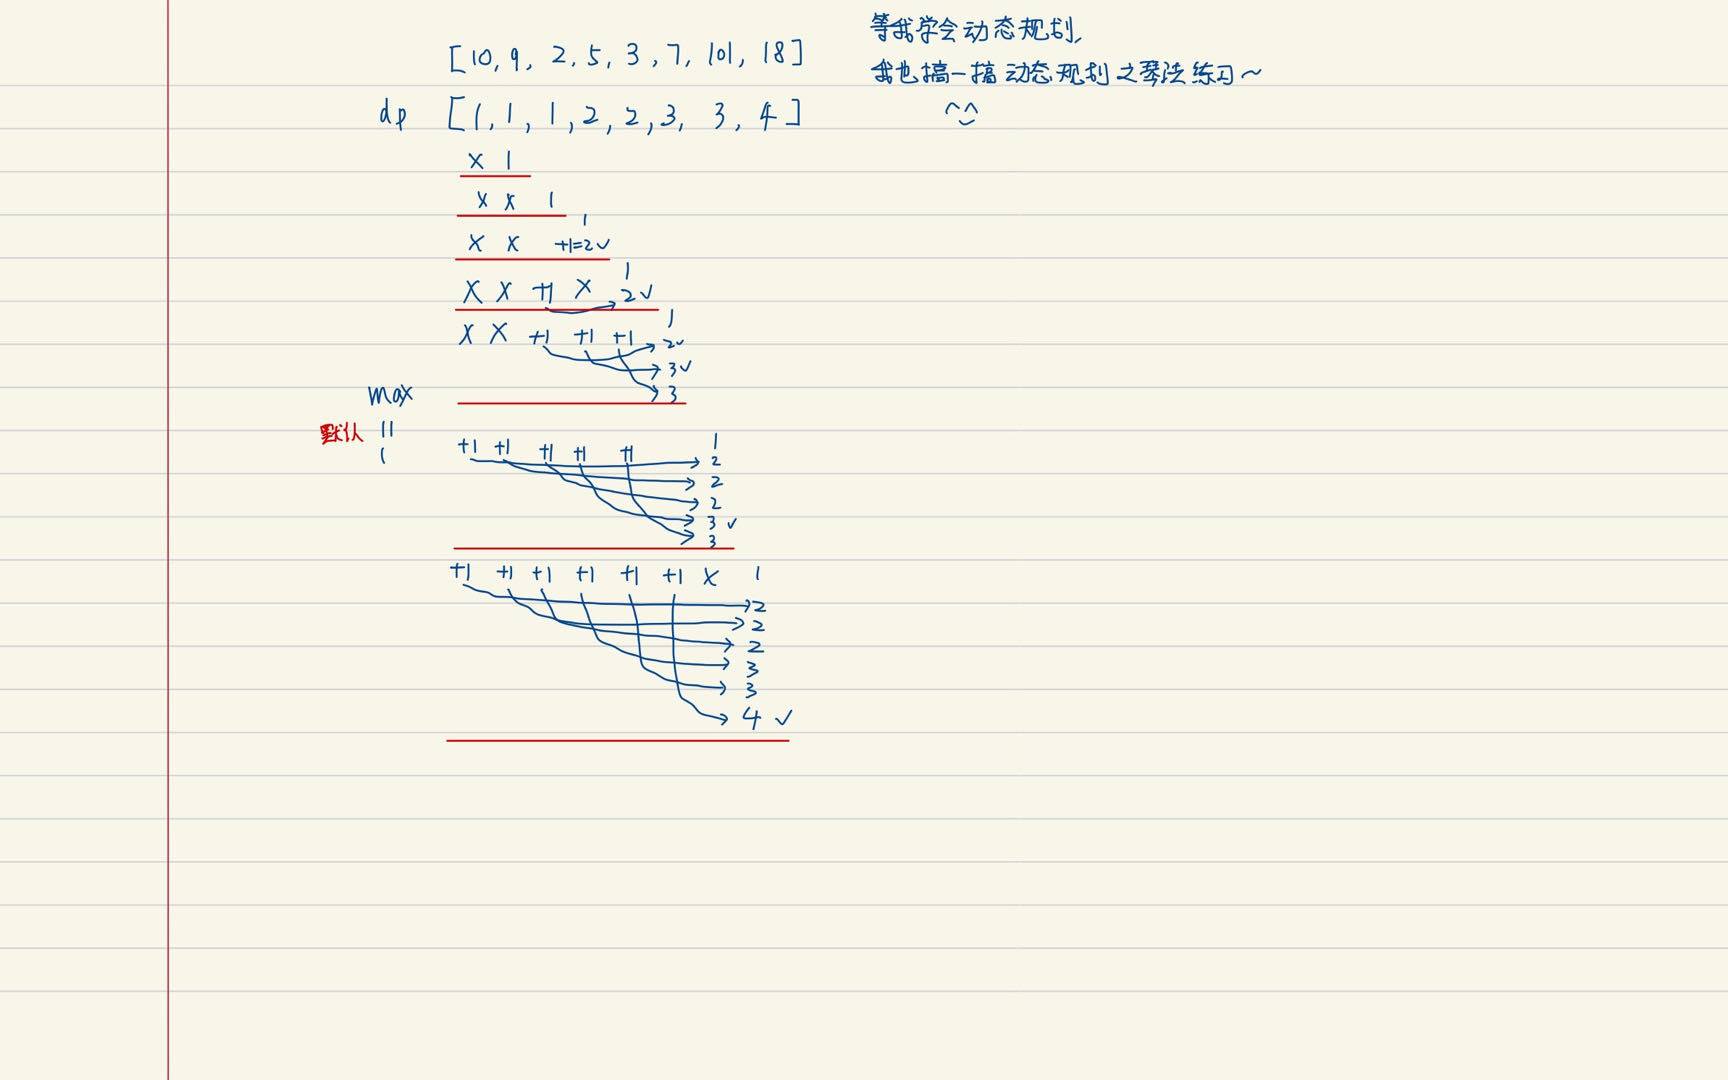 [10, 9, 2, 5, 3, 7, 101, 18]
dp [1, 1, 1, 2, 2, 3, 3, 4]
等我学会动态规划,
我也搞一搞动态规划之琴法练习~
^^
x 1
x x 1
1
x x +1=2✓
1
x x +1 x 2✓
1
x x +1 +1 +1 2✓
3✓
3
max
默认 ||
1
+1 +1 +1 +1 +1 1
2
2
2
3 ✓
3
+1 +1 +1 +1 +1 +1 x 1
2
2
2
3
3
4 ✓